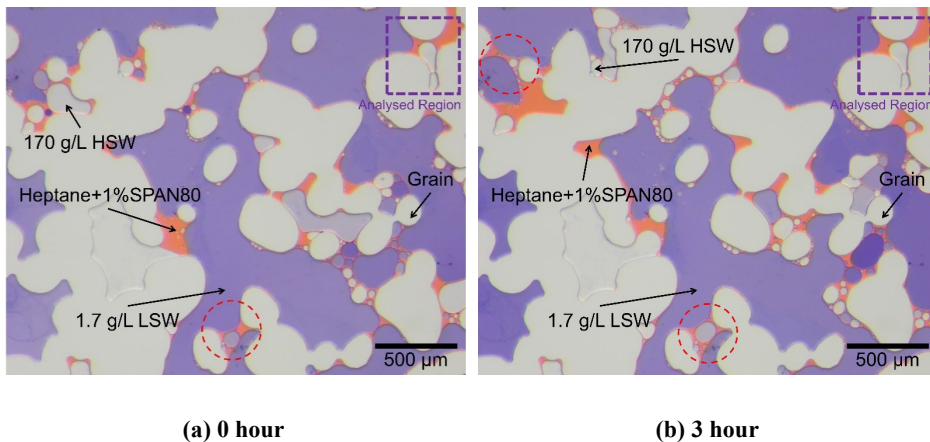 Analysed Region
170 g/L HSW
Heptane+1%SPAN80
Grain
1.7 g/L LSW
500 µm
170 g/L HSW
Analysed Region
Heptane+1%SPAN80
Grain
1.7 g/L LSW
500 µm
(a) 0 hour
(b) 3 hour